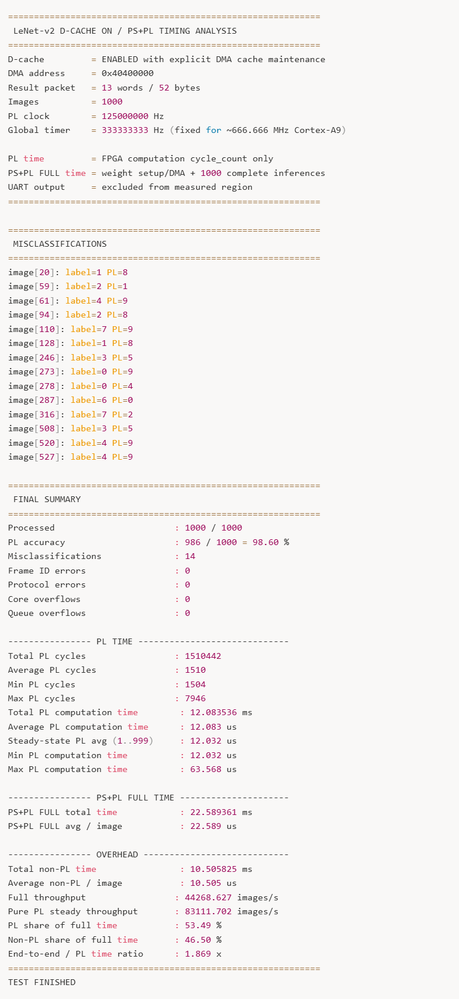 ============================================================
 LeNet-v2 D-CACHE ON / PS+PL TIMING ANALYSIS
============================================================
D-cache         = ENABLED with explicit DMA cache maintenance
DMA address     = 0x40400000
Result packet   = 13 words / 52 bytes
Images          = 1000
PL clock        = 125000000 Hz
Global timer    = 333333333 Hz (fixed for ~666.666 MHz Cortex-A9)

PL time         = FPGA computation cycle_count only
PS+PL FULL time = weight setup/DMA + 1000 complete inferences
UART output     = excluded from measured region
============================================================

============================================================
 MISCLASSIFICATIONS
============================================================
image[20]: label=1 PL=8
image[59]: label=2 PL=1
image[61]: label=4 PL=9
image[94]: label=2 PL=8
image[110]: label=7 PL=9
image[128]: label=1 PL=8
image[246]: label=3 PL=5
image[273]: label=0 PL=9
image[278]: label=0 PL=4
image[287]: label=6 PL=0
image[316]: label=7 PL=2
image[508]: label=3 PL=5
image[520]: label=4 PL=9
image[527]: label=4 PL=9

============================================================
 FINAL SUMMARY
============================================================
Processed                       : 1000 / 1000
PL accuracy                     : 986 / 1000 = 98.60 %
Misclassifications              : 14
Frame ID errors                 : 0
Protocol errors                 : 0
Core overflows                  : 0
Queue overflows                 : 0

---------------- PL TIME -----------------------------
Total PL cycles                 : 1510442
Average PL cycles               : 1510
Min PL cycles                   : 1504
Max PL cycles                   : 7946
Total PL computation time        : 12.083536 ms
Average PL computation time      : 12.083 us
Steady-state PL avg (1..999)     : 12.032 us
Min PL computation time          : 12.032 us
Max PL computation time          : 63.568 us

---------------- PS+PL FULL TIME ---------------------
PS+PL FULL total time            : 22.589361 ms
PS+PL FULL avg / image           : 22.589 us

---------------- OVERHEAD ----------------------------
Total non-PL time                : 10.505825 ms
Average non-PL / image           : 10.505 us
Full throughput                 : 44268.627 images/s
Pure PL steady throughput       : 83111.702 images/s
PL share of full time           : 53.49 %
Non-PL share of full time       : 46.50 %
End-to-end / PL time ratio      : 1.869 x
============================================================
TEST FINISHED